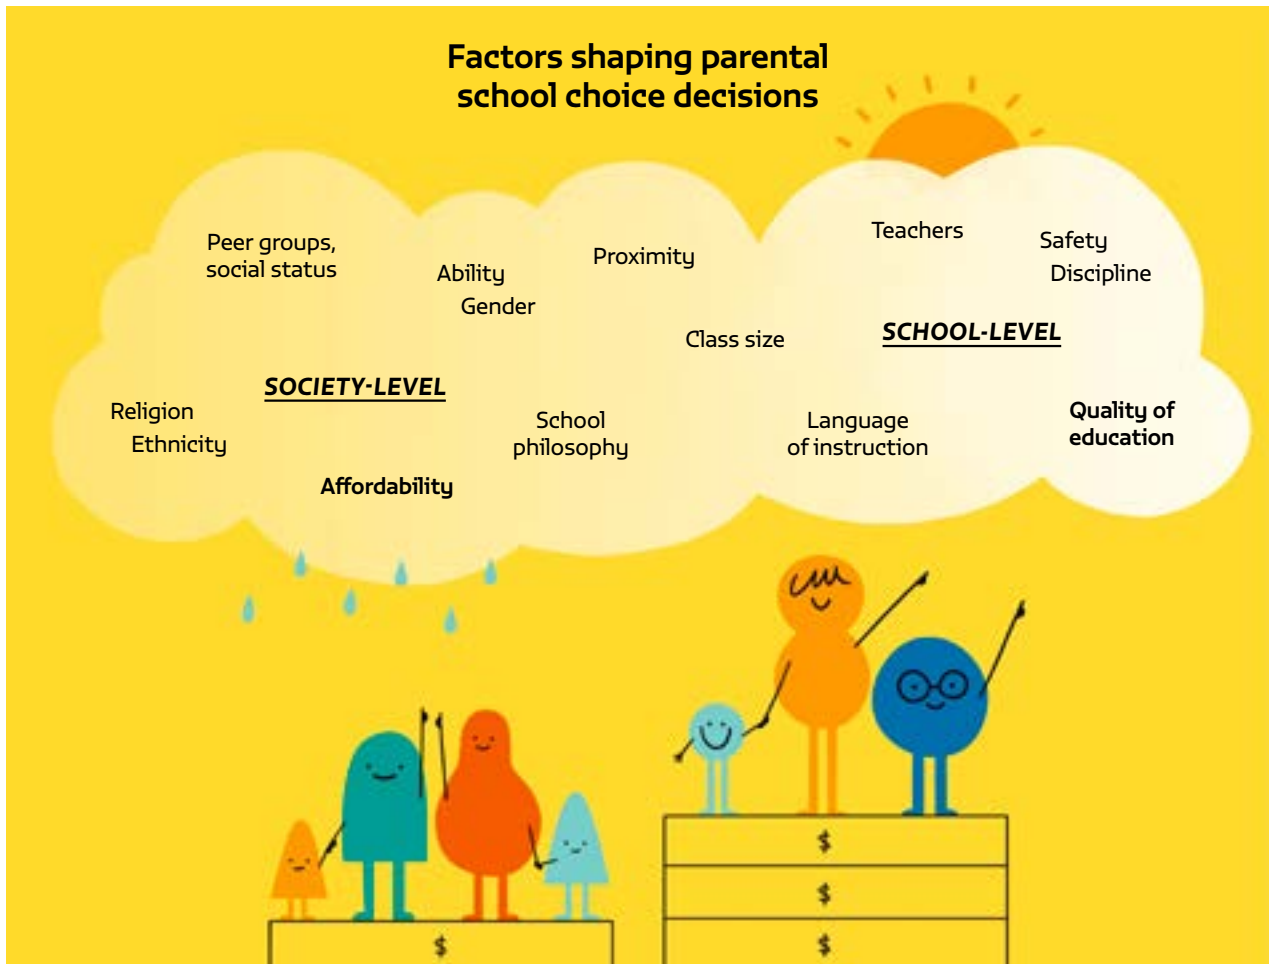 Factors shaping parental
school choice decisions
Peer groups,
social status
Ability
Gender
Proximity
Teachers
Safety
Discipline
Class size
SCHOOL-LEVEL
SOCIETY-LEVEL
Religion
Ethnicity
School
philosophy
Language
of instruction
Quality of
education
Affordability
$
$
$
$